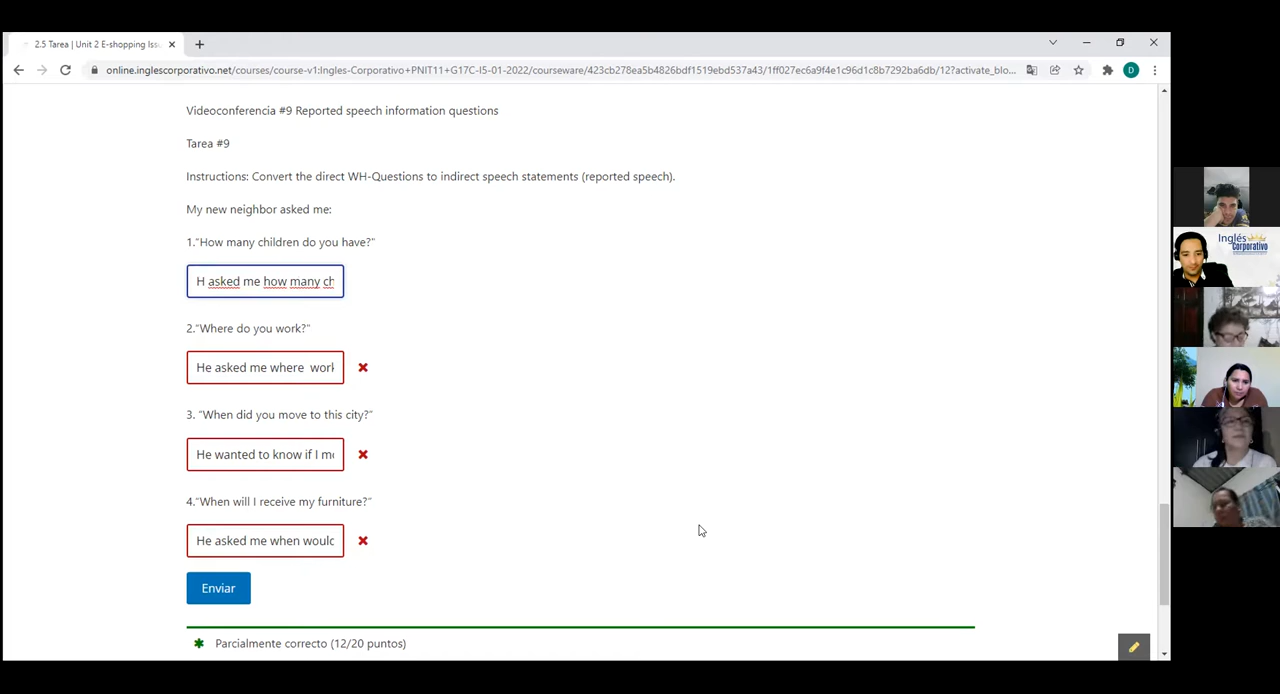 2.5 Tarea | Unit 2 E-shopping Iss
online.inglescorporativo.net/courses/course-v1:Ingles-Corporativo+PNIT11+G17C-I5-01-2022/courseware/423cb278ea5b4826bdf1519ebd537a43/1ff027ec6a9f4e1c96d1c8b7292ba6db/12?activate_blo...
D
Videoconferencia #9 Reported speech information questions
Tarea #9
Instructions: Convert the direct WH-Questions to indirect speech statements (reported speech).
My new neighbor asked me:
1."How many children do you have?"
H asked me how many ch
2."Where do you work?"
He asked me where  work
3. "When did you move to this city?"
He wanted to know if I mo
4."When will I receive my furniture?"
He asked me when would
Enviar
Parcialmente correcto (12/20 puntos)
Inglés
Corporativo